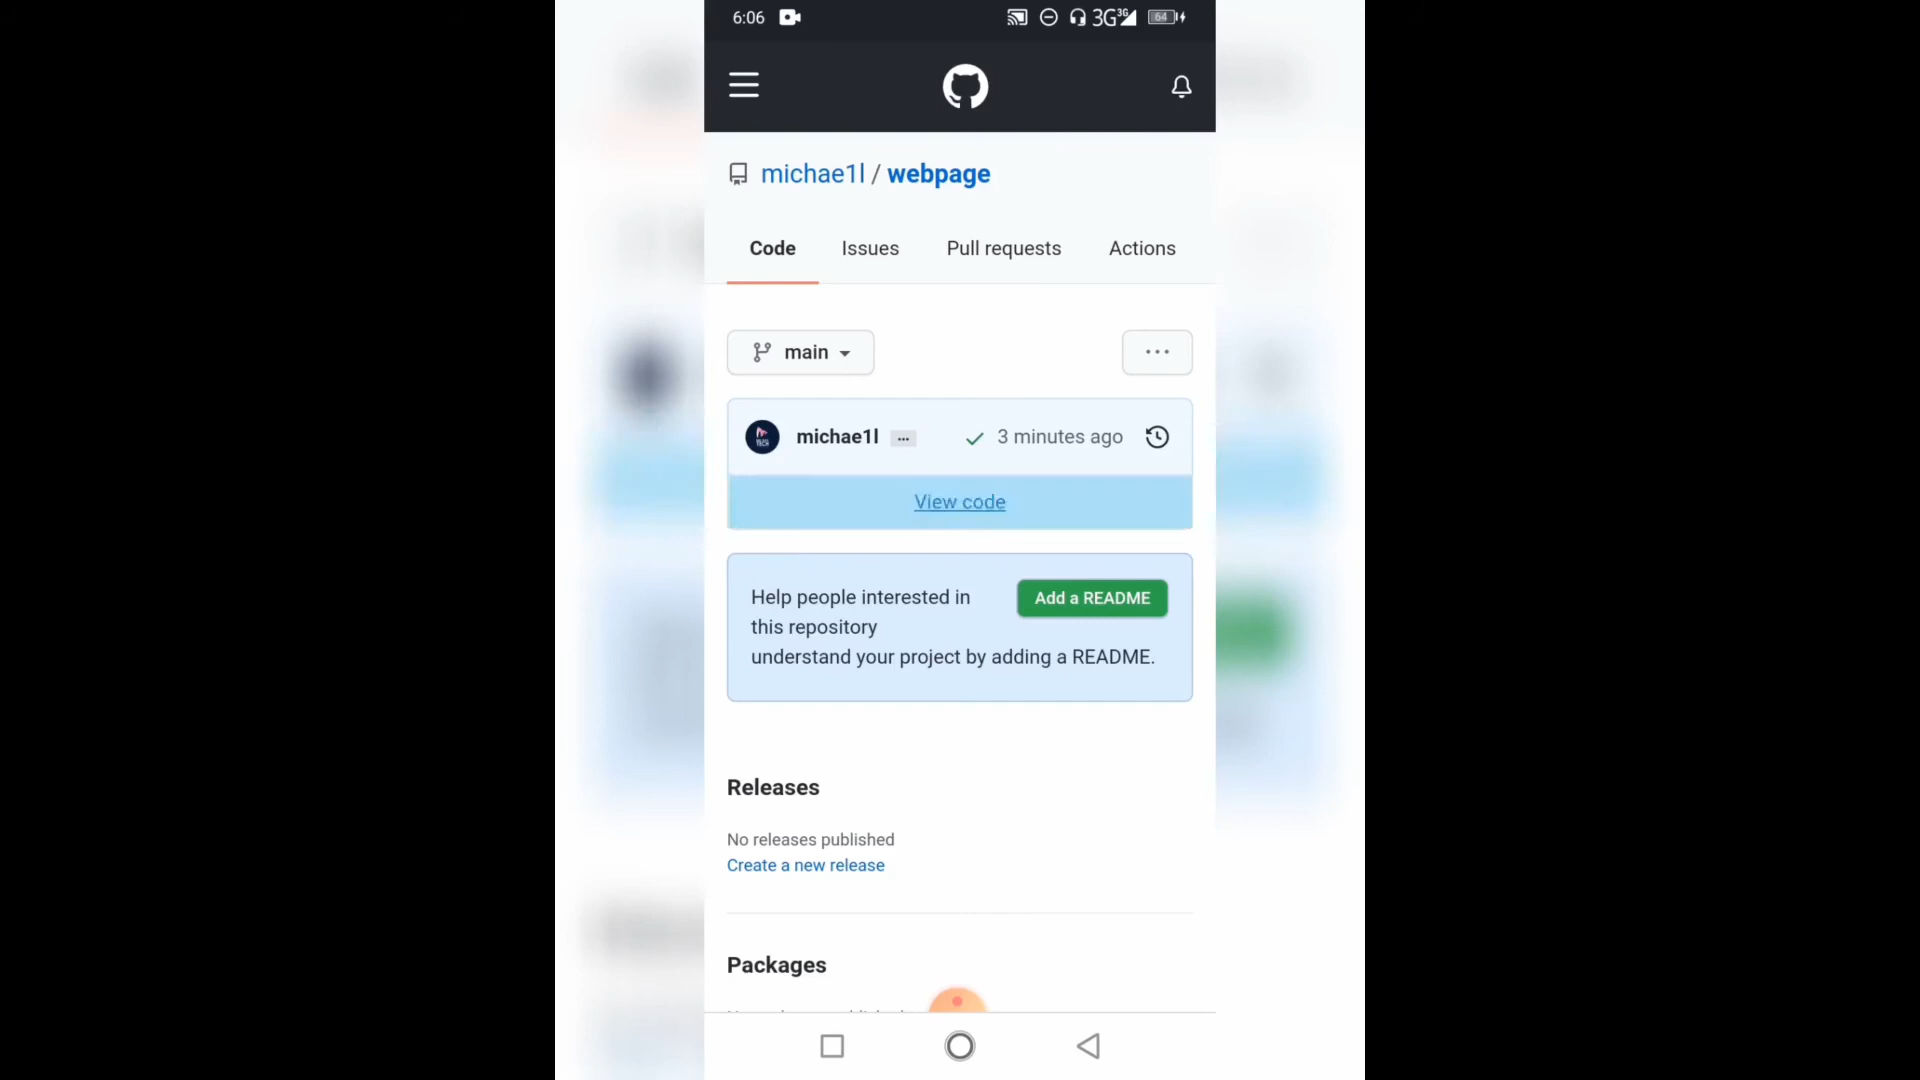 6:06 3G 3G 64
michae1l / webpage
Code Issues Pull requests Actions
main ...
michae1l ... 3 minutes ago
View code
Help people interested in
this repository
understand your project by adding a README.
Add a README
Releases
No releases published
Create a new release
Packages